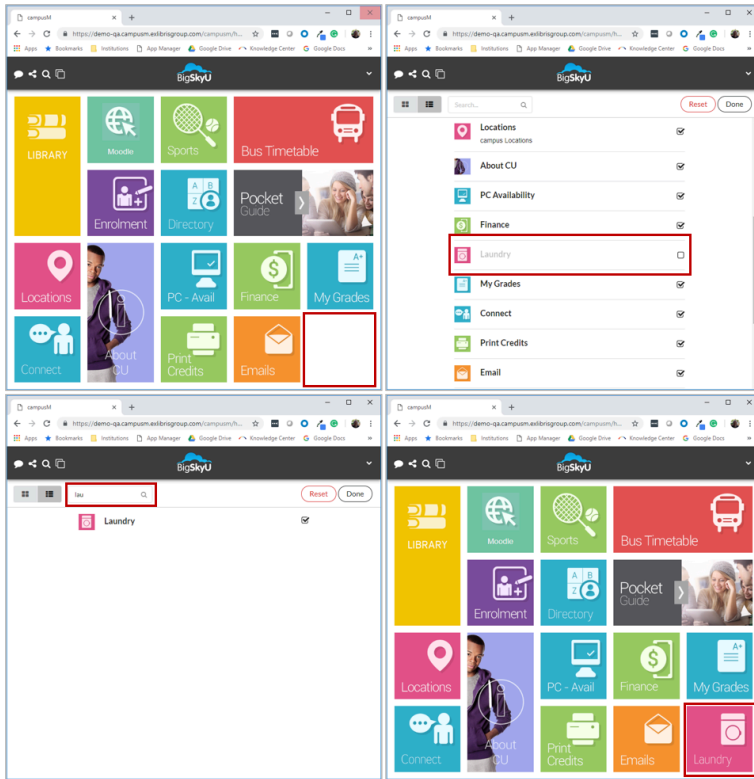 campusM
https://demo-qa.campusm.exlibrisgroup.com/campusm/h...
Apps Bookmarks Institutions App Manager Google Drive Knowledge Center Google Docs »
BigSkyU
LIBRARY
Moodle
Sports
Bus Timetable
Enrolment
Directory
A B
Z
Pocket
Guide
Locations
About
CU
PC - Avail
Finance
My Grades
A+
Connect
Print
Credits
Emails
campusM
https://demo-qa.campusm.exlibrisgroup.com/campusm/h...
Apps Bookmarks Institutions App Manager Google Drive Knowledge Center Google Docs »
BigSkyU
Search...
Reset
Done
Locations
campus Locations
About CU
PC Availability
Finance
Laundry
My Grades
Connect
Print Credits
Email
campusM
https://demo-qa.campusm.exlibrisgroup.com/campusm/h...
Apps Bookmarks Institutions App Manager Google Drive Knowledge Center Google Docs »
BigSkyU
lau
Reset
Done
Laundry
campusM
https://demo-qa.campusm.exlibrisgroup.com/campusm/h...
Apps Bookmarks Institutions App Manager Google Drive Knowledge Center Google Docs »
BigSkyU
LIBRARY
Moodle
Sports
Bus Timetable
Enrolment
Directory
A B
Z
Pocket
Guide
Locations
About
CU
PC - Avail
Finance
My Grades
A+
Connect
Print
Credits
Emails
Laundry